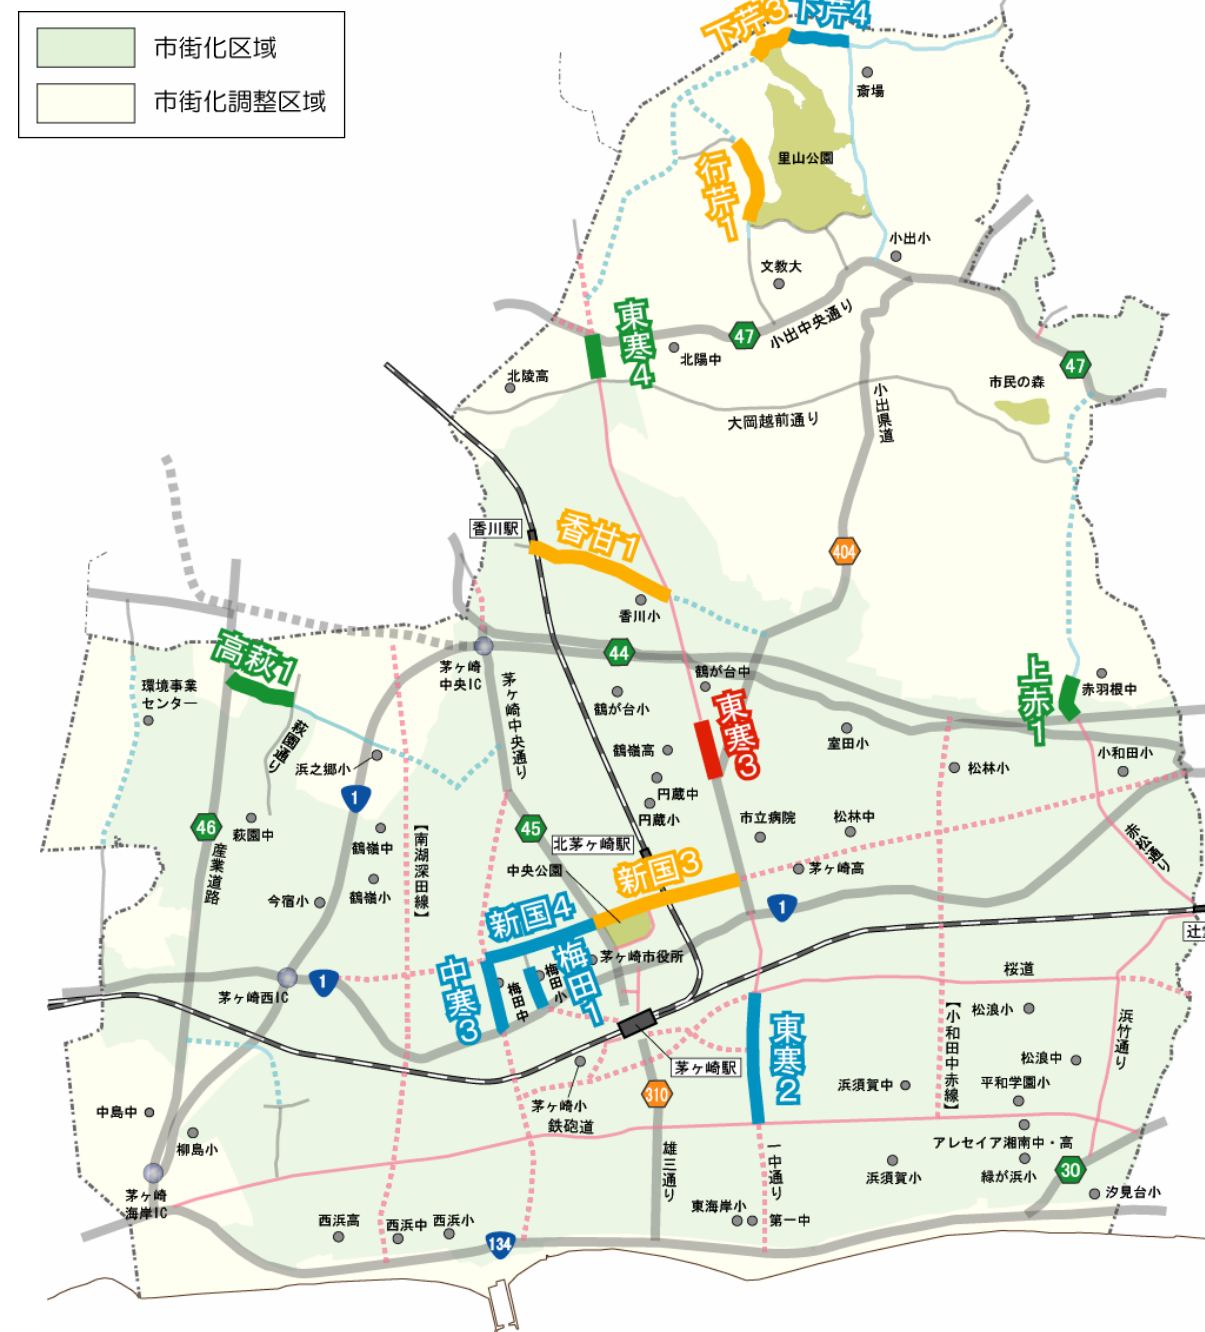 市街化区域
市街化調整区域
下芹3
下芹4
斎場
里山公園
行芹1
小出小
文教大
東寒4
47
小出中央通り
北陽中
47
北陵高
市民の森
小出県道
大岡越前通り
香川駅
香甘1
404
香川小
44
高萩1
茅ヶ崎
中央IC
鶴が台中
上赤1
赤羽根中
環境事業
センター
茅ヶ崎中央通り
鶴が台小
東寒3
萩園通り
浜之郷小
鶴嶺高
室田小
小和田小
松林小
1
円蔵中
円蔵小
46
萩園中
産業道路
鶴嶺中
【南湖深田線】
45
北茅ヶ崎駅
市立病院
松林中
赤松通り
中央公園
新国3
茅ヶ崎高
今宿小
鶴嶺小
新国4
1
梅田1
茅ヶ崎市役所
中寒3
梅田中
梅田小
茅ヶ崎西IC
1
桜道
【小和田中赤線】
松浪小
浜竹通り
東寒2
茅ヶ崎駅
松浪中
浜須賀中
平和学園小
310
茅ヶ崎小
鉄砲道
中島中
柳島小
雄三通り
一中通り
アレセイア湘南中・高
浜須賀小
緑が浜小
30
汐見台小
茅ヶ崎
海岸IC
西浜高
西浜中
西浜小
東海岸小
第一中
134